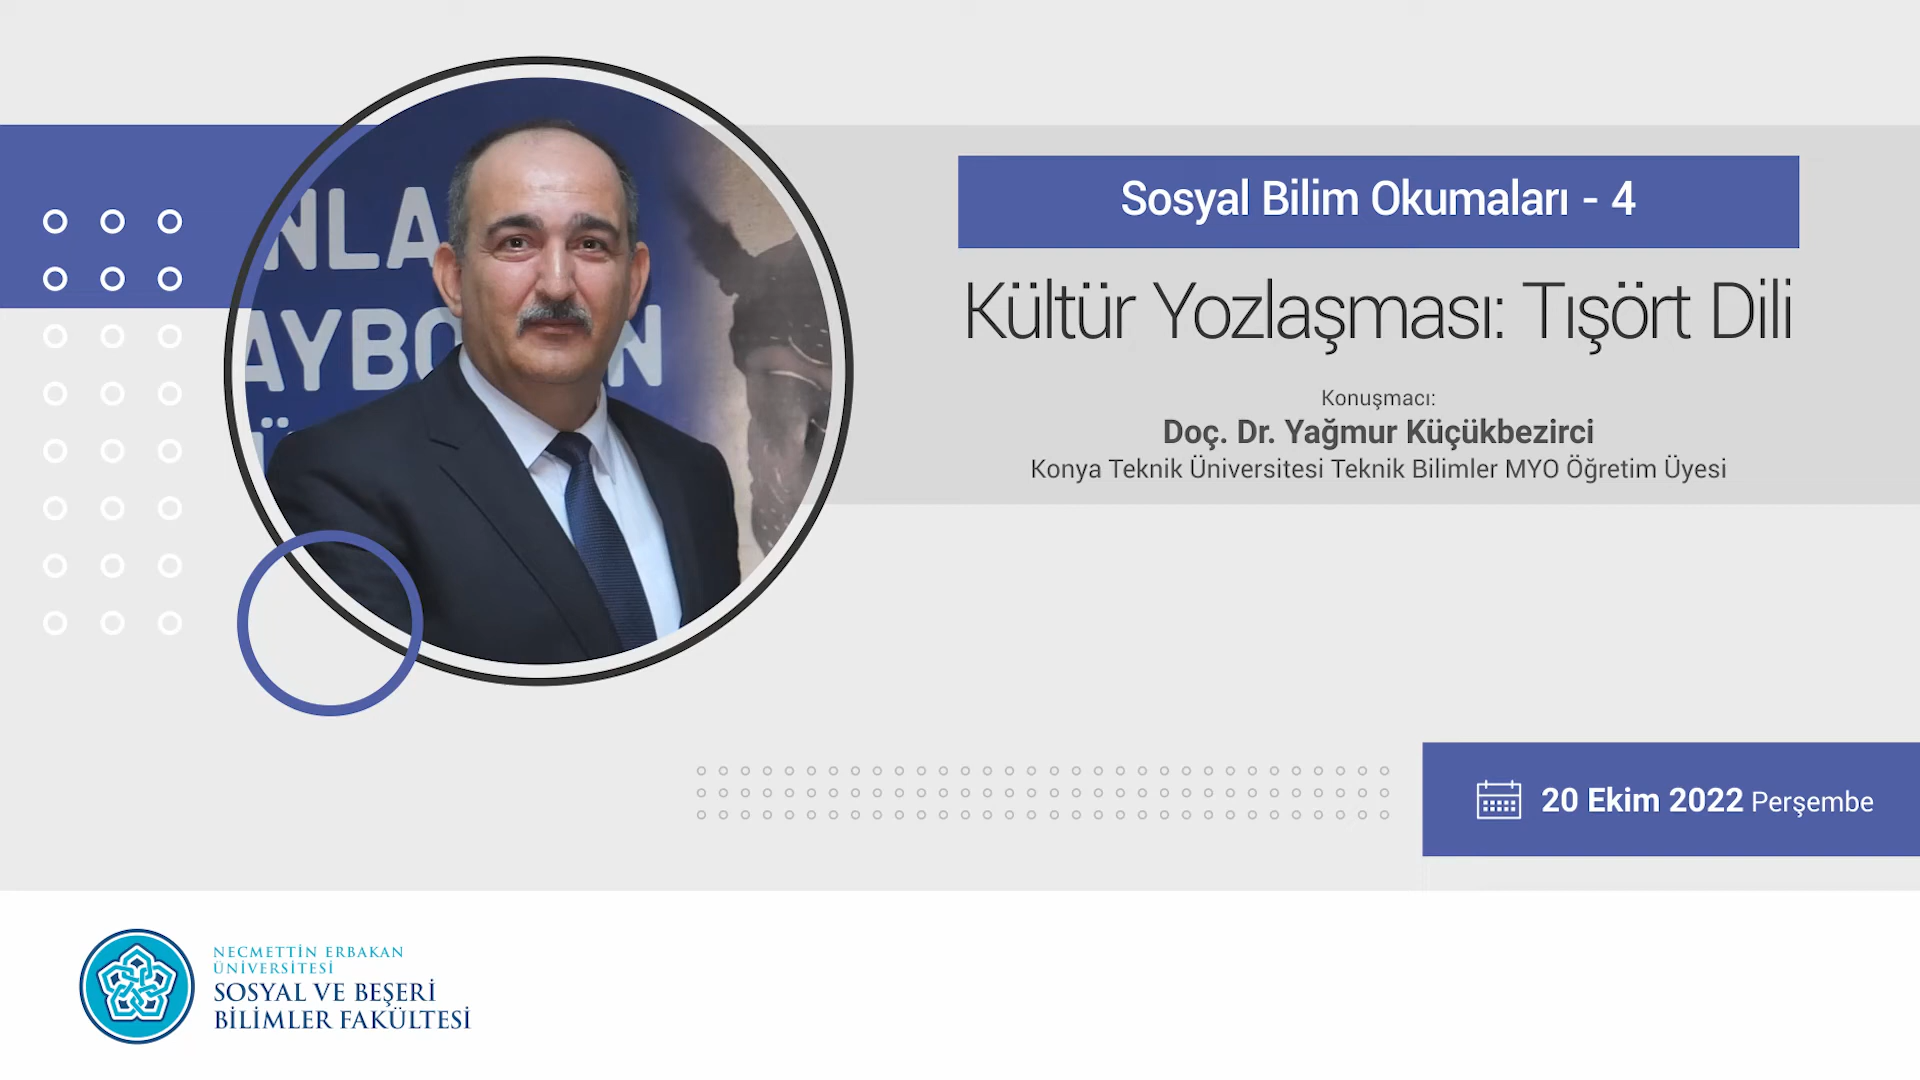 Sosyal Bilim Okumaları - 4
Kültür Yozlaşması: Tışört Dili
Konuşmacı:
Doç. Dr. Yağmur Küçükbezirci
Konya Teknik Üniversitesi Teknik Bilimler MYO Öğretim Üyesi
20 Ekim 2022 Perşembe
NECMETTİN ERBAKAN
ÜNİVERSİTESİ
SOSYAL VE BEŞERİ
BİLİMLER FAKÜLTESİ